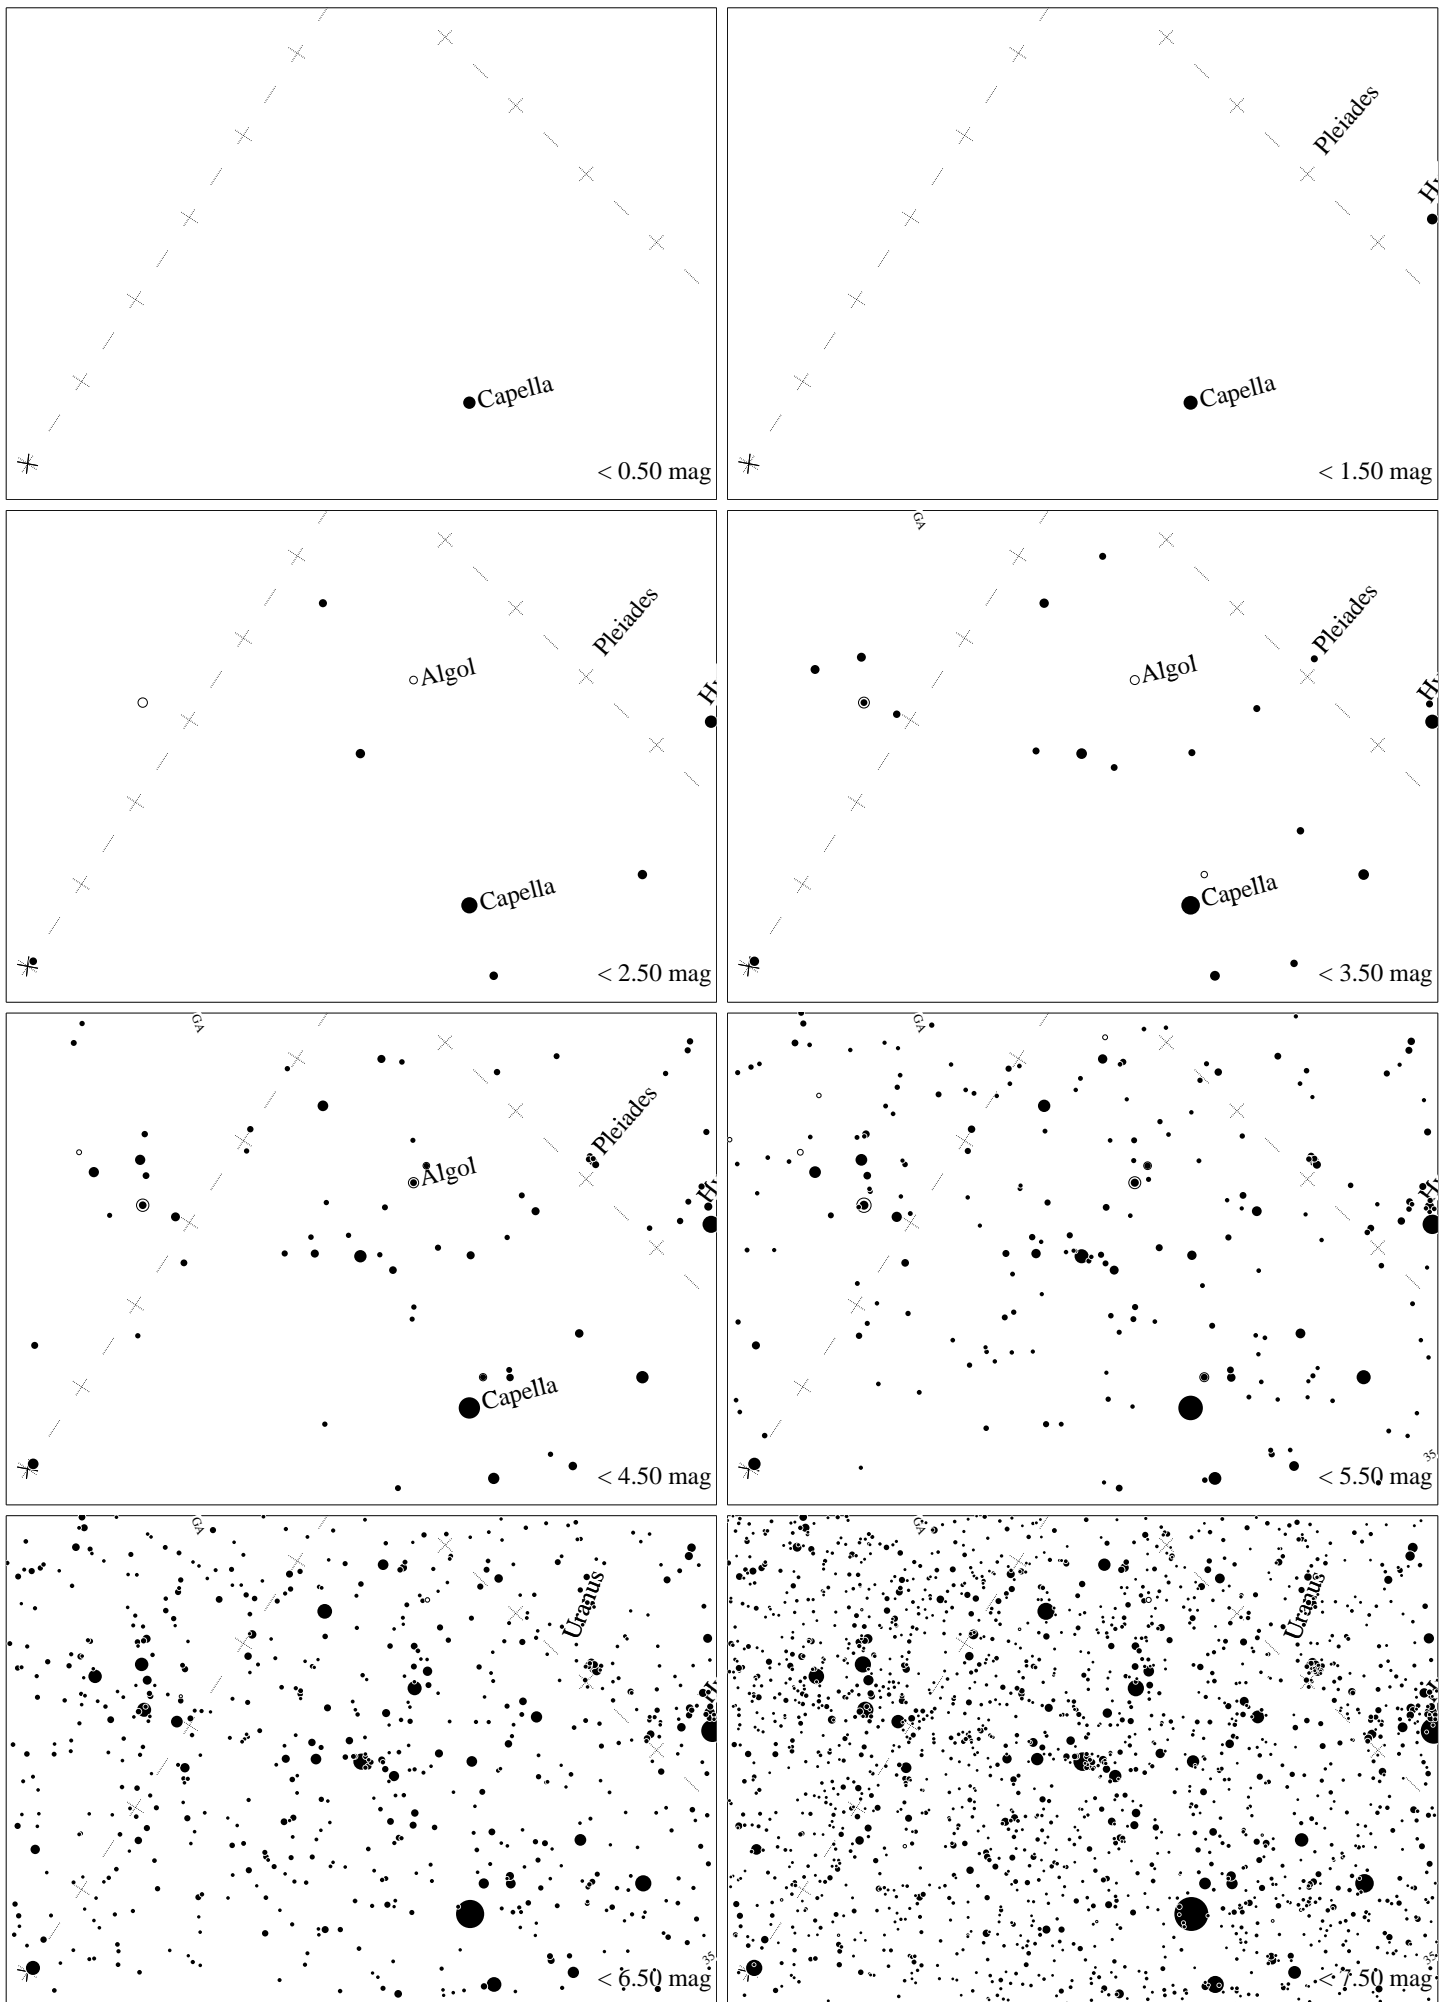 Capella
< 0.50 mag
Pleiades
Capella
< 1.50 mag
Pleiades
Algol
Capella
< 2.50 mag
GA
Pleiades
Algol
Capella
< 3.50 mag
GA
Pleiades
Algol
Capella
< 4.50 mag
GA
35
< 5.50 mag
GA
Uranus
35
< 6.50 mag
GA
Uranus
35
< 7.50 mag